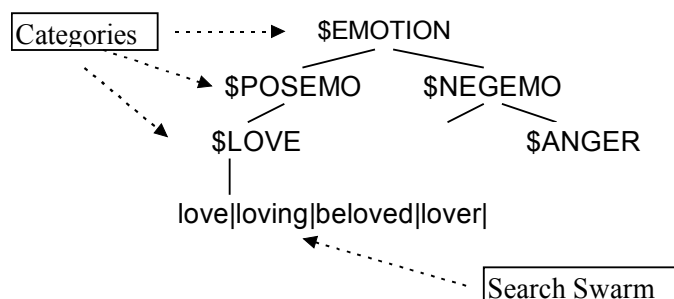 Categories
$EMOTION
$POSEMO $NEGEMO
$LOVE $ANGER
love|loving|beloved|lover|
Search Swarm